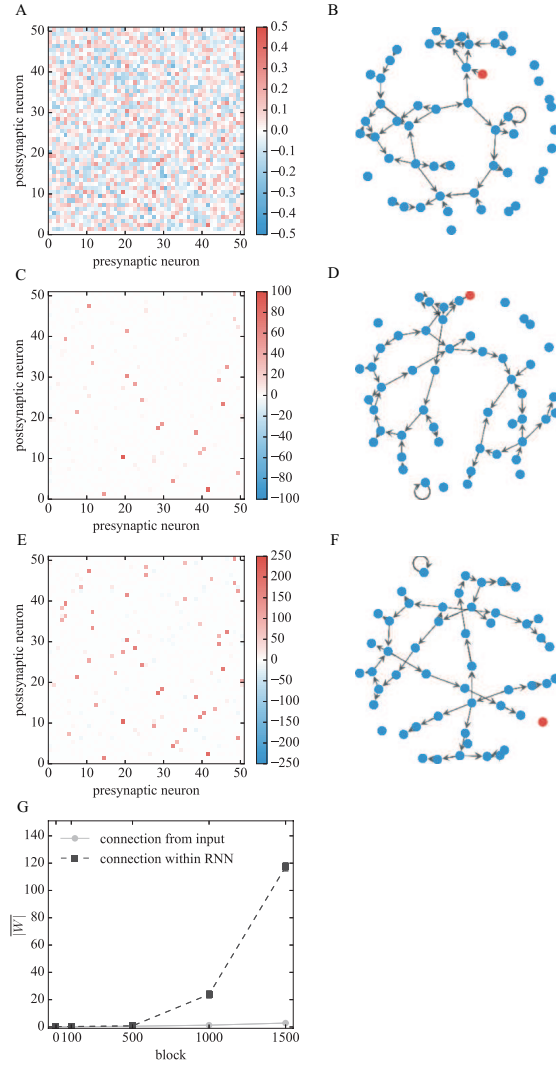 A
B
50
40
30
20
10
0
postsynaptic neuron
0 10 20 30 40 50
presynaptic neuron
0.5
0.4
0.3
0.2
0.1
0.0
−0.1
−0.2
−0.3
−0.4
−0.5
C
D
50
40
30
20
10
0
postsynaptic neuron
0 10 20 30 40 50
presynaptic neuron
100
80
60
40
20
0
−20
−40
−60
−80
−100
E
F
50
40
30
20
10
0
postsynaptic neuron
0 10 20 30 40 50
presynaptic neuron
250
200
150
100
50
0
−50
−100
−150
−200
−250
G
140
120
100
80
60
40
20
0
|W|
connection from input
connection within RNN
0 100 500 1000 1500
block